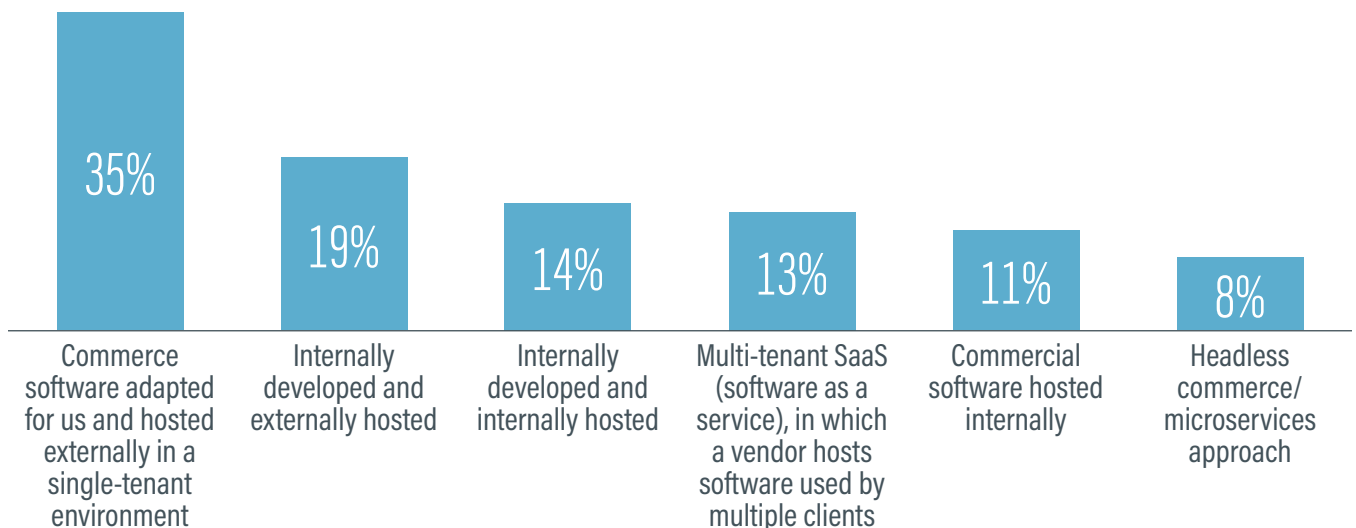 35%
19%
14%
13%
11%
8%
Commerce
software adapted
for us and hosted
externally in a
single-tenant
environment
Internally
developed and
externally hosted
Internally
developed and
internally hosted
Multi-tenant SaaS
(software as a
service), in which
a vendor hosts
software used by
multiple clients
Commercial
software hosted
internally
Headless
commerce/
microservices
approach